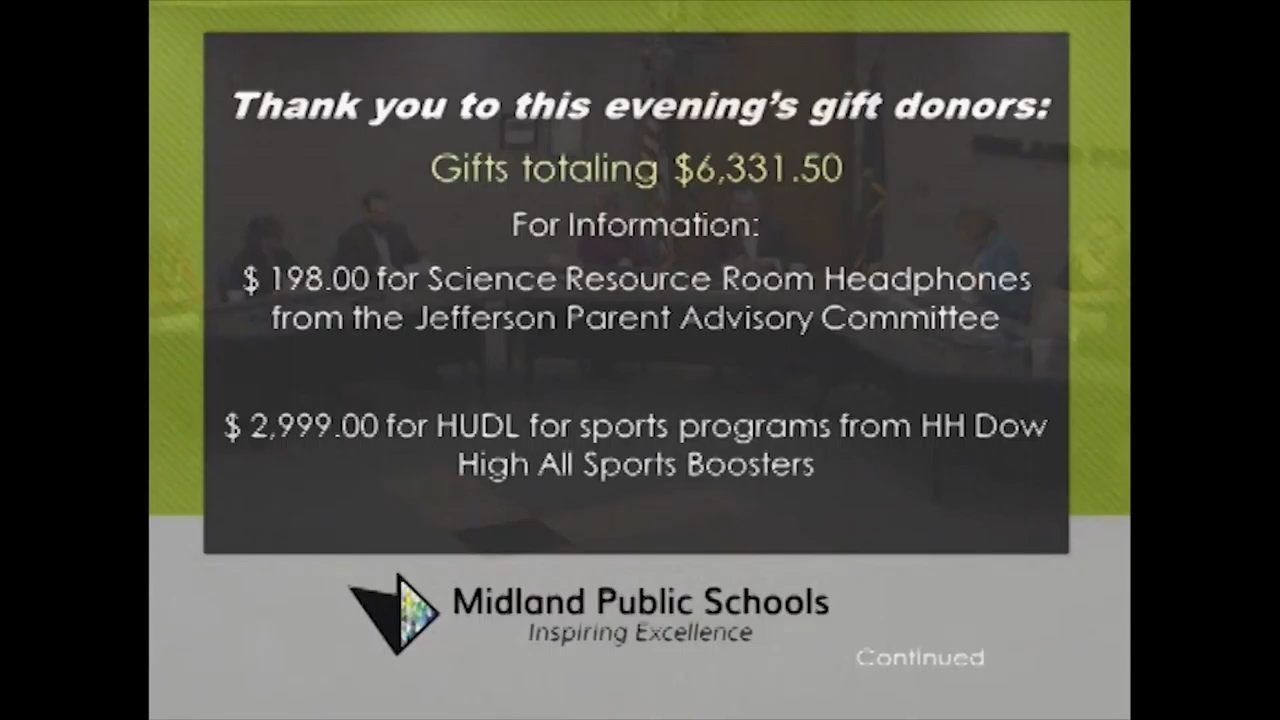 Thank you to this evening's gift donors:
Gifts totaling $6,331.50
For Information:
$ 198.00 for Science Resource Room Headphones
from the Jefferson Parent Advisory Committee
$ 2,999.00 for HUDL for sports programs from HH Dow
High All Sports Boosters
Midland Public Schools
Inspiring Excellence
Continued